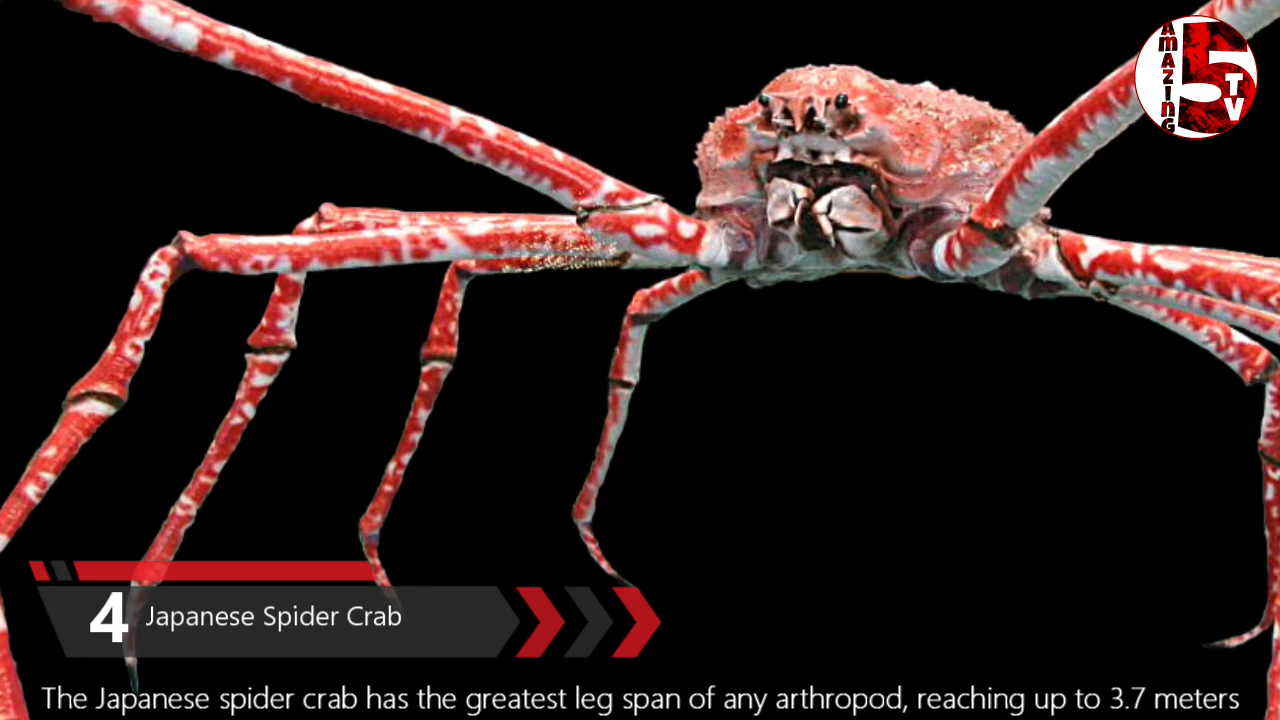 AMAZING
5
TV
4 Japanese Spider Crab
The Japanese spider crab has the greatest leg span of any arthropod, reaching up to 3.7 meters